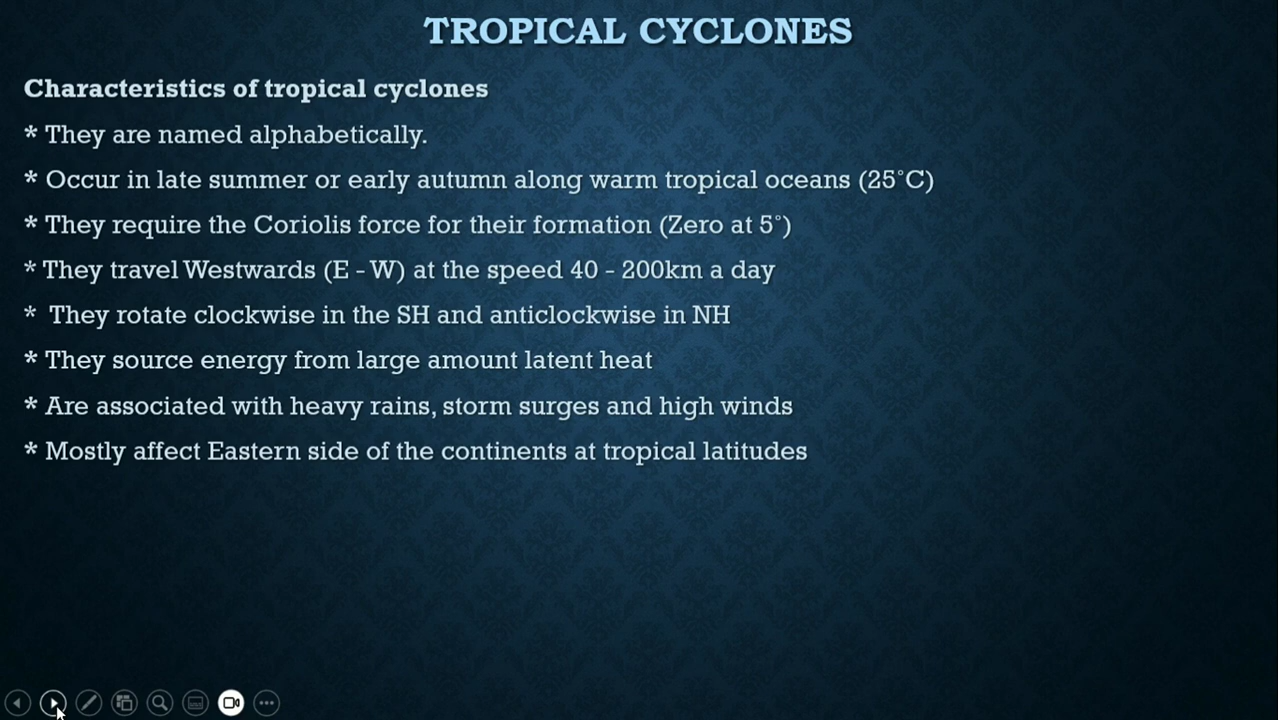 TROPICAL CYCLONES
Characteristics of tropical cyclones
* They are named alphabetically.
* Occur in late summer or early autumn along warm tropical oceans (25°C)
* They require the Coriolis force for their formation (Zero at 5°)
* They travel Westwards (E - W) at the speed 40 - 200km a day
* They rotate clockwise in the SH and anticlockwise in NH
* They source energy from large amount latent heat
* Are associated with heavy rains, storm surges and high winds
* Mostly affect Eastern side of the continents at tropical latitudes